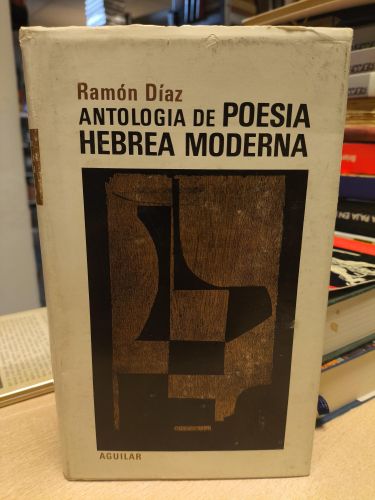 Ramón Díaz
ANTOLOGIA DE POESIA
HEBREA MODERNA
AGUILAR